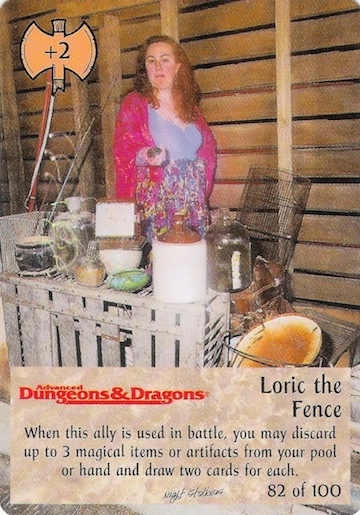 +2
Advanced
Dungeons&Dragons®
Loric the
Fence
When this ally is used in battle, you may discard
up to 3 magical items or artifacts from your pool
or hand and draw two cards for each.
Night Stalkers
82 of 100